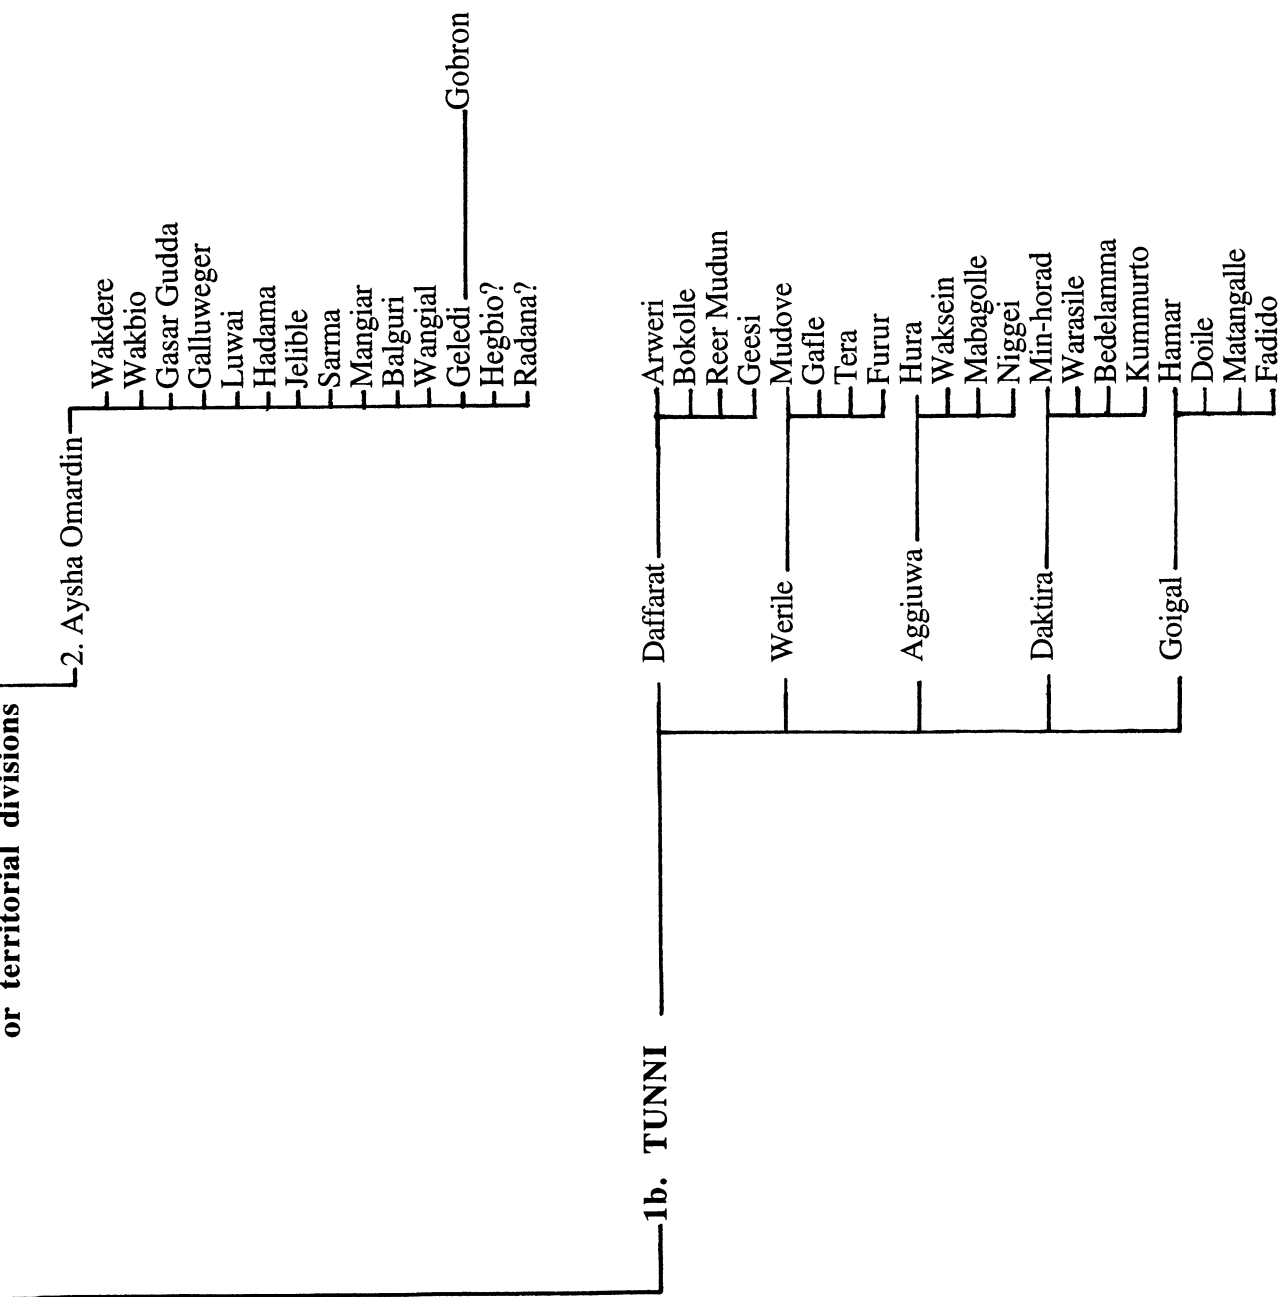 or territorial divisions
2. Aysha Omardin
Wakdere
Wakbio
Gasar Gudda
Galluweger
Luwai
Hadama
Jelible
Sarma
Mangiar
Balguri
Wangial
Geledi
Gobron
Hegbio?
Radana?
1b. TUNNI
Daffarat
Arweri
Bokolle
Reer Mudun
Geesi
Werile
Mudove
Gafle
Tera
Furur
Aggiuwa
Hura
Waksein
Mabagolle
Niggei
Daktira
Min-horad
Warasile
Bedelamma
Kummurto
Goigal
Hamar
Doile
Matangalle
Fadido